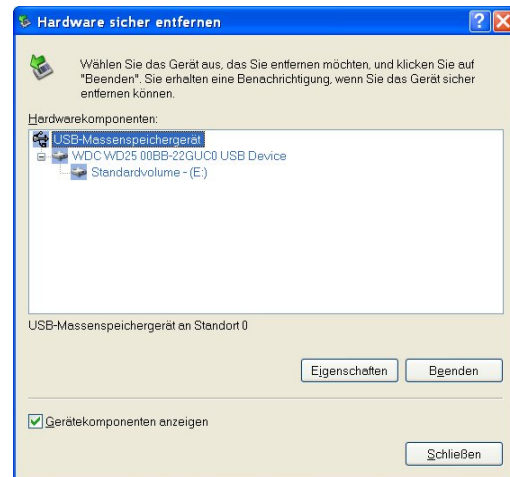 Hardware sicher entfernen
Wählen Sie das Gerät aus, das Sie entfernen möchten, und klicken Sie auf
"Beenden". Sie erhalten eine Benachrichtigung, wenn Sie das Gerät sicher
entfernen können.
Hardwarekomponenten:
USB-Massenspeichergerät
WDC WD25 00BB-22GUC0 USB Device
Standardvolume - (E:)
USB-Massenspeichergerät an Standort 0
Eigenschaften Beenden
Gerätekomponenten anzeigen
Schließen